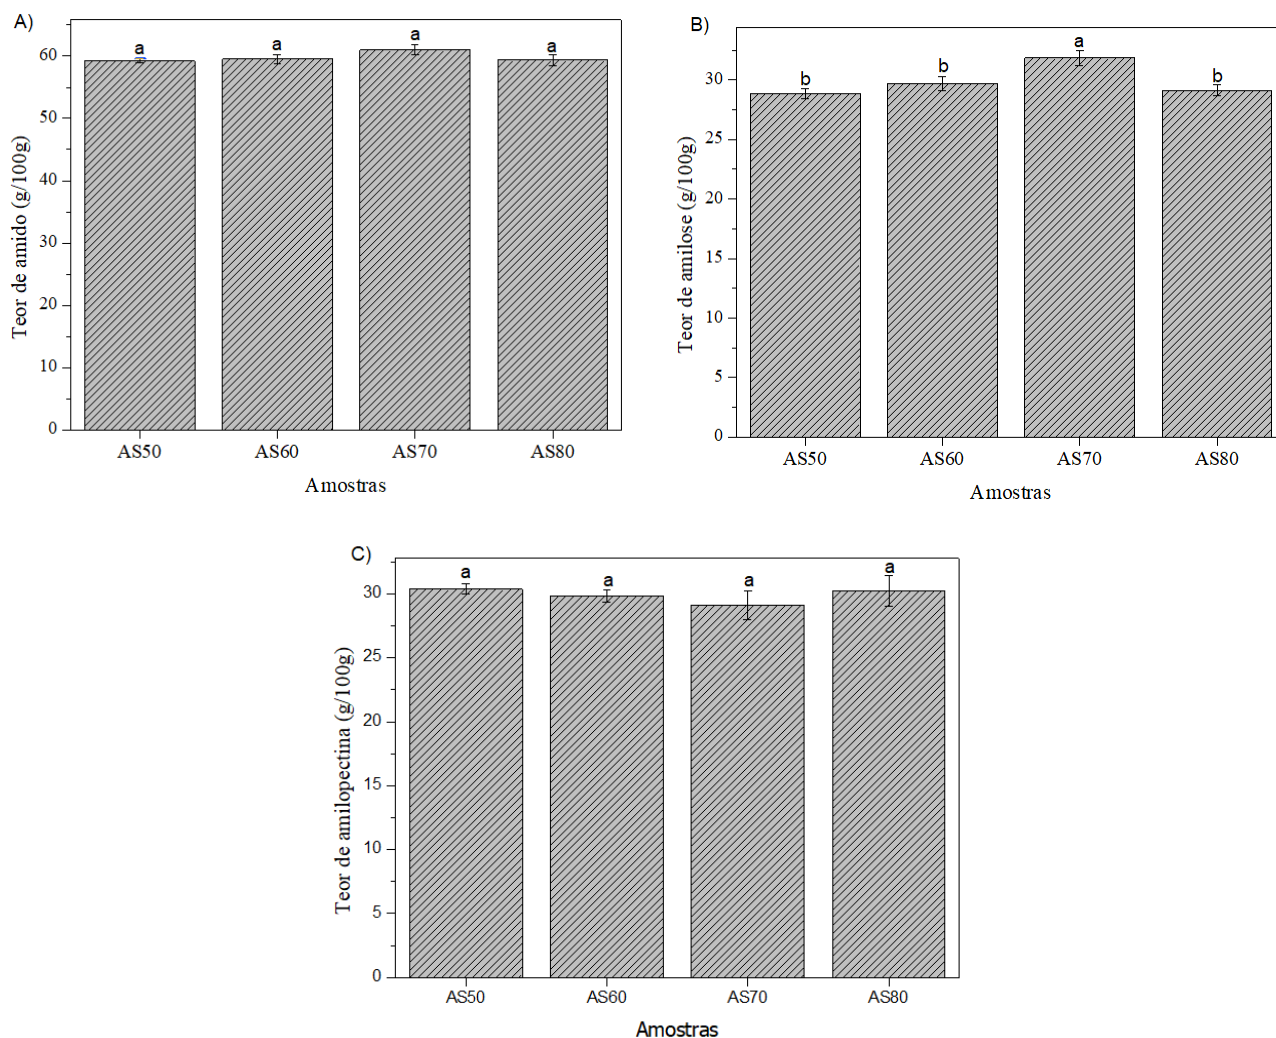 A)
a
a
a
a
60
50
40
30
20
10
0
Teor de amido (g/100g)
AS50 AS60 AS70 AS80
Amostras
B)
b
b
a
b
30
25
20
15
10
5
0
Teor de amilose (g/100g)
AS50 AS60 AS70 AS80
Amostras
C)
a
a
a
a
30
25
20
15
10
5
0
Teor de amilopectina (g/100g)
AS50 AS60 AS70 AS80
Amostras